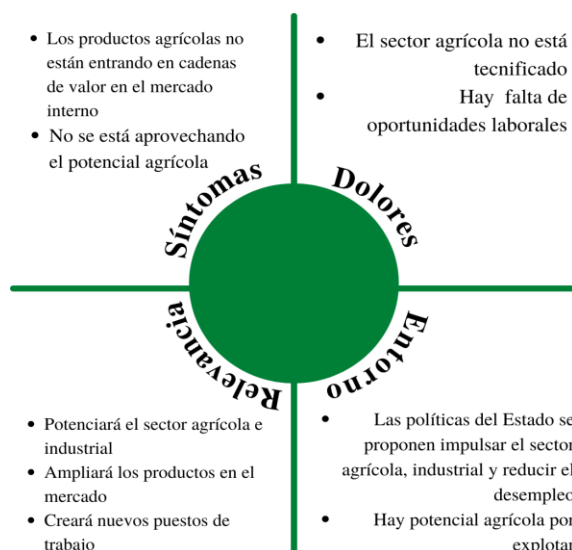 • Los productos agrícolas no
están entrando en cadenas
de valor en el mercado
interno
• No se está aprovechando
el potencial agrícola
• El sector agrícola no está
tecnificado
• Hay falta de
oportunidades laborales
Síntomas
Dolores
Relevancia
Entorno
• Potenciará el sector agrícola e
industrial
• Ampliará los productos en el
mercado
• Creará nuevos puestos de
trabajo
• Las políticas del Estado se
proponen impulsar el sector
agrícola, industrial y reducir el
desempleo
• Hay potencial agrícola por
explotar